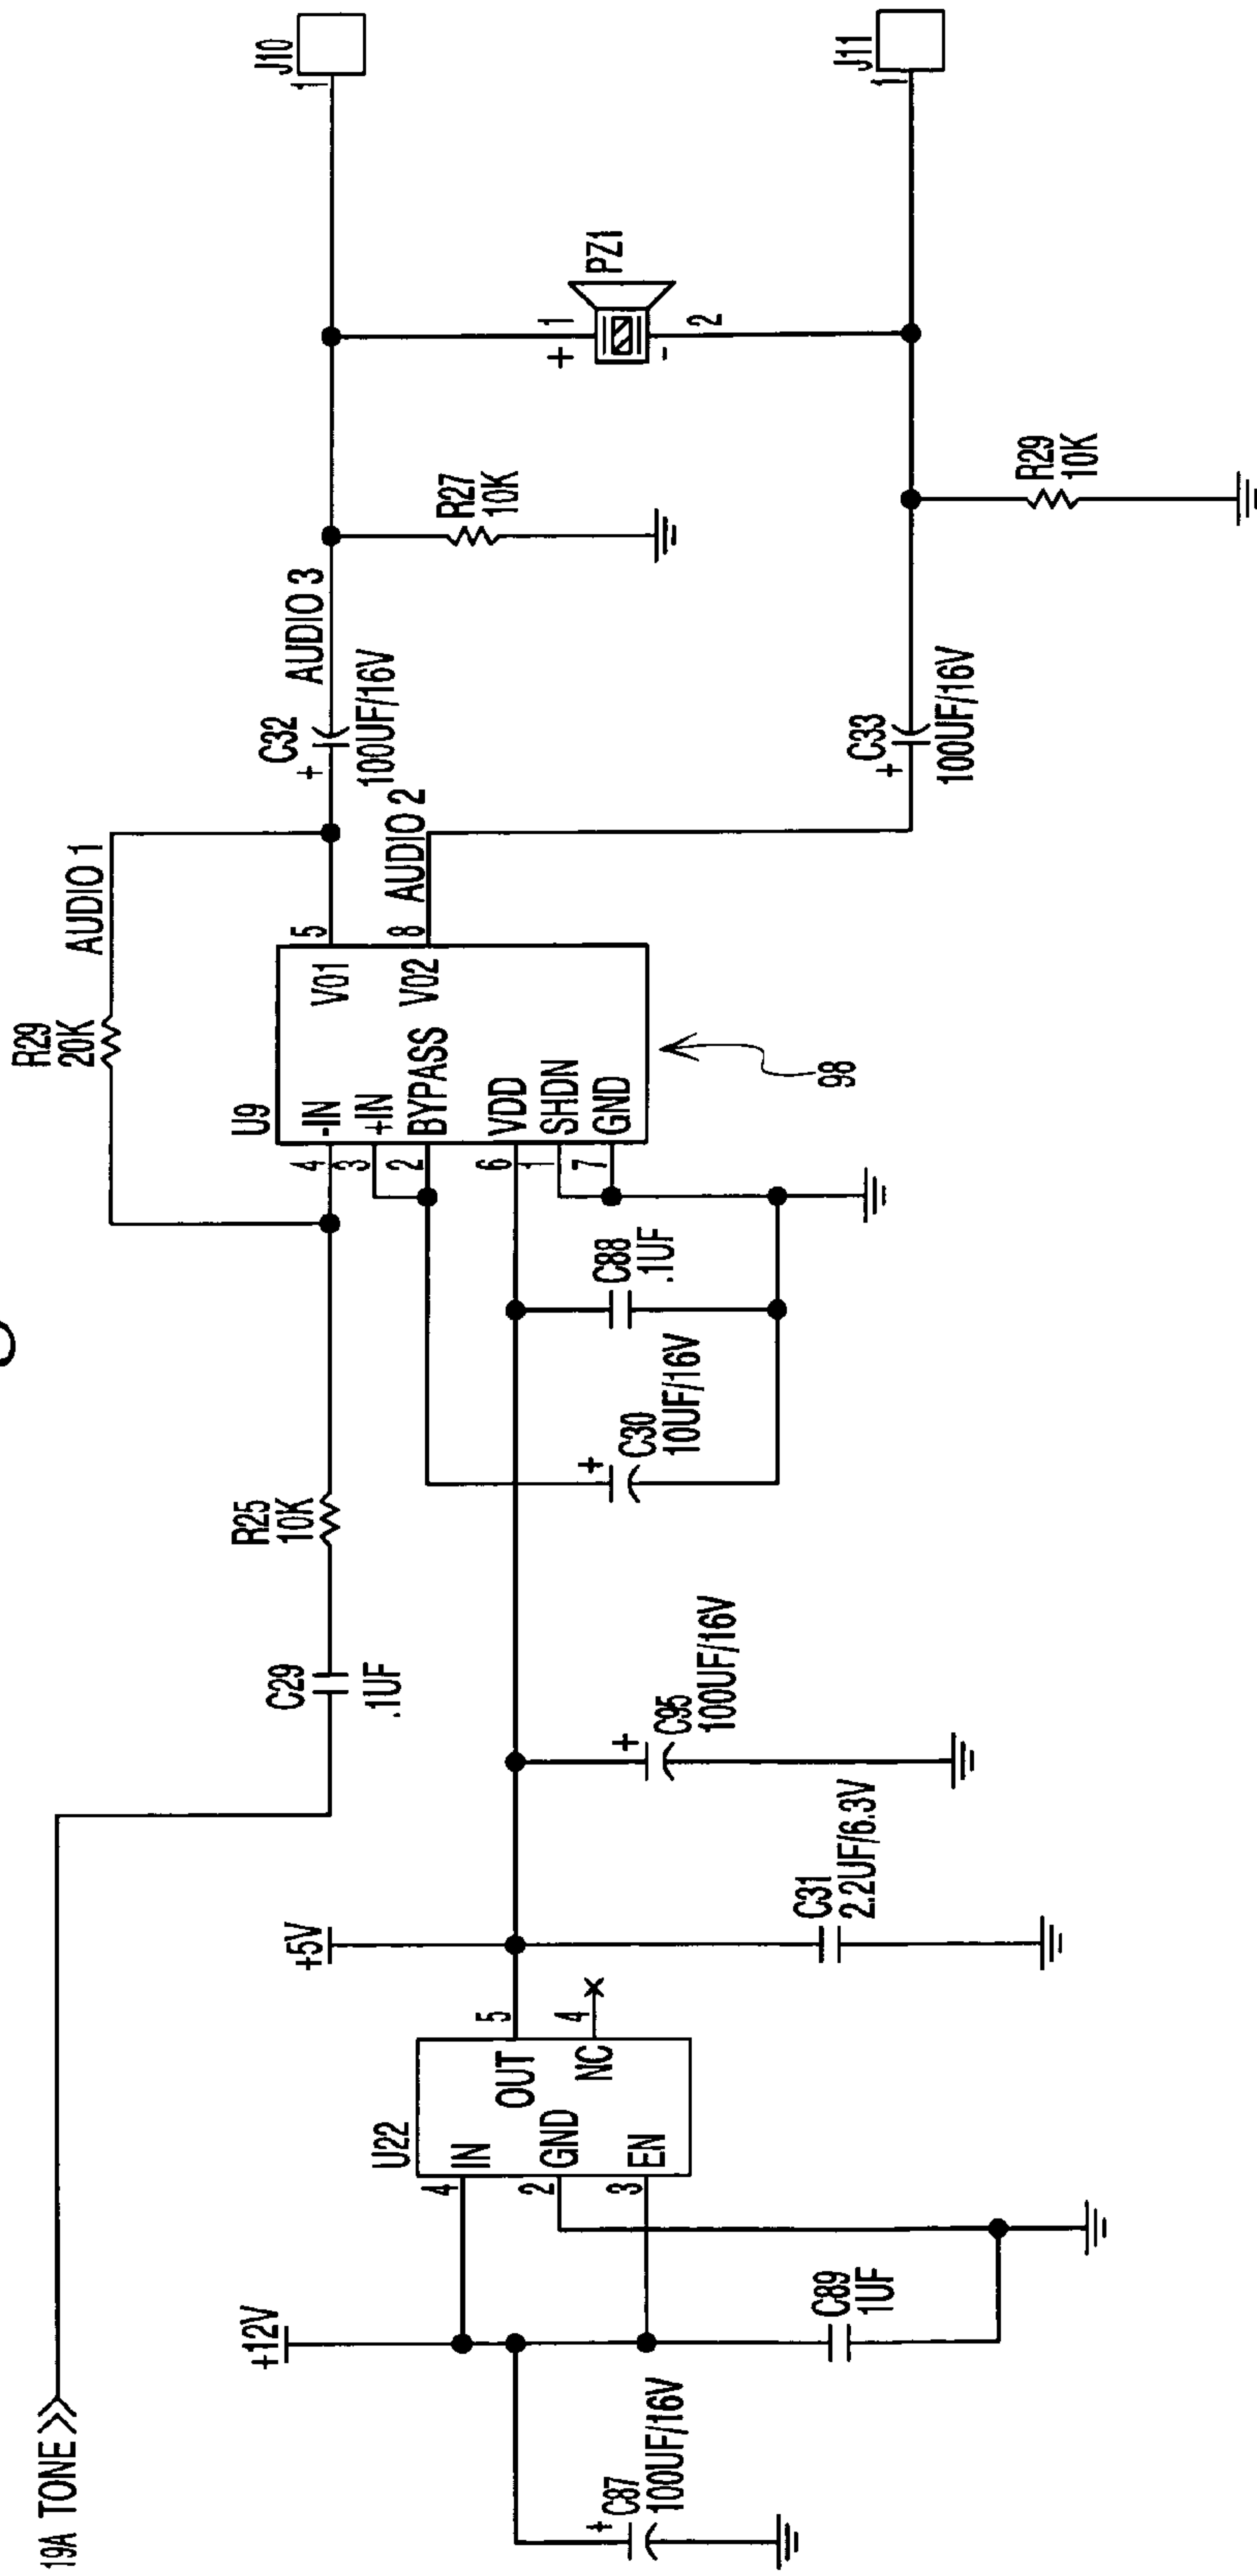 19A TONE
+12V
C87
100UF/16V
C89
1UF
U22
4
IN
2
GND
3
EN
OUT
5
NC
4
+5V
C31
2.2UF/6.3V
+
C95
100UF/16V
C29
.1UF
R25
10K
+
C30
10UF/16V
C88
.1UF
R29
20K
AUDIO 1
U9
4
-IN
3
+IN
2
BYPASS
6
VDD
1
SHDN
7
GND
V01
5
V02
8
98
AUDIO 2
C32
+
100UF/16V
AUDIO 3
C33
+
100UF/16V
R27
10K
R29
10K
+
1
PZ1
-
2
J10
1
J11
1
+